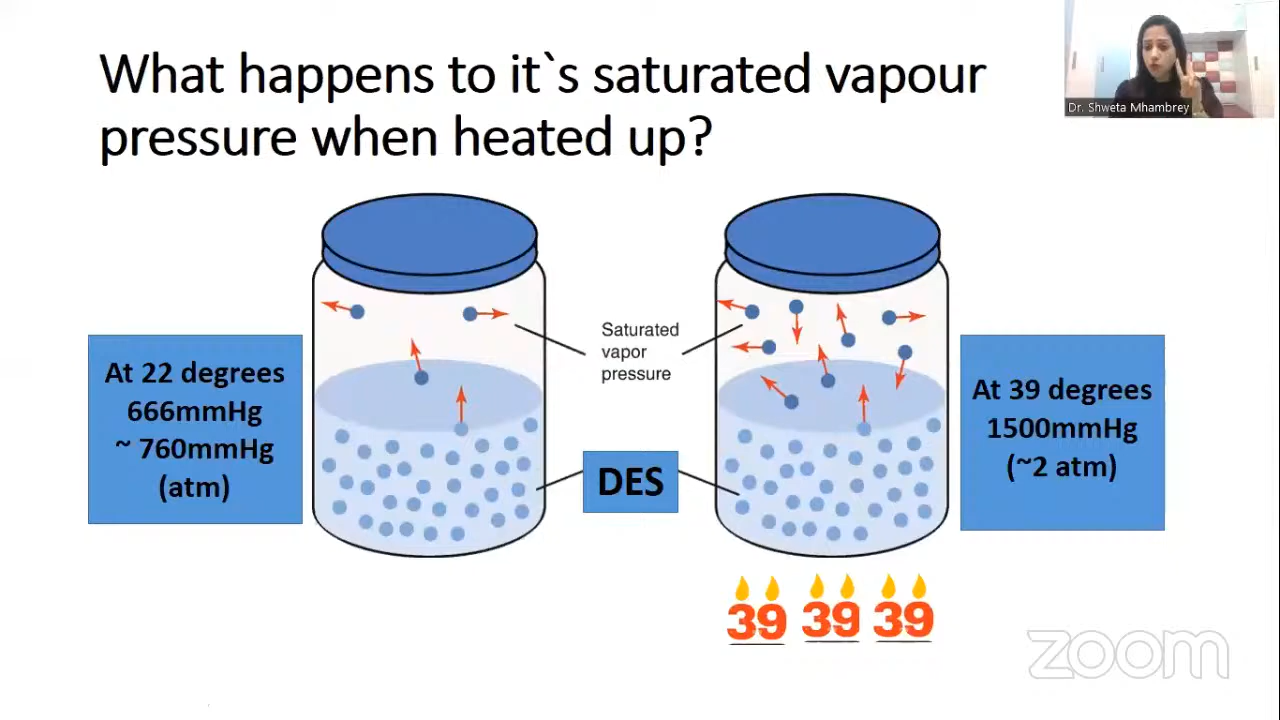 What happens to it`s saturated vapour
pressure when heated up?
Dr. Shweta Mhambrey
At 22 degrees
666mmHg
~ 760mmHg
(atm)
Saturated
vapor
pressure
DES
At 39 degrees
1500mmHg
(~2 atm)
39 39 39
zoom